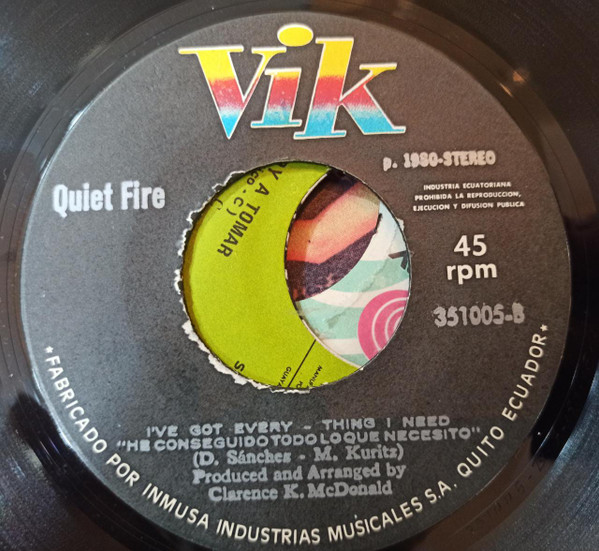 Vik
p. 1980-STEREO
Quiet Fire
INDUSTRIA ECUATORIANA
PROHIBIDA LA REPRODUCCION,
EJECUCION Y DIFUSION PUBLICA
45
rpm
351005-B
A TOMAR
I'VE GOT EVERY - THING I NEED
"HE CONSEGUIDO TODO LO QUE NECESITO"
(D. Sánches - M. Kuritz)
Produced and Arranged by
Clarence K. McDonald
*FABRICADO POR INMUSA INDUSTRIAS MUSICALES S.A. QUITO ECUADOR*